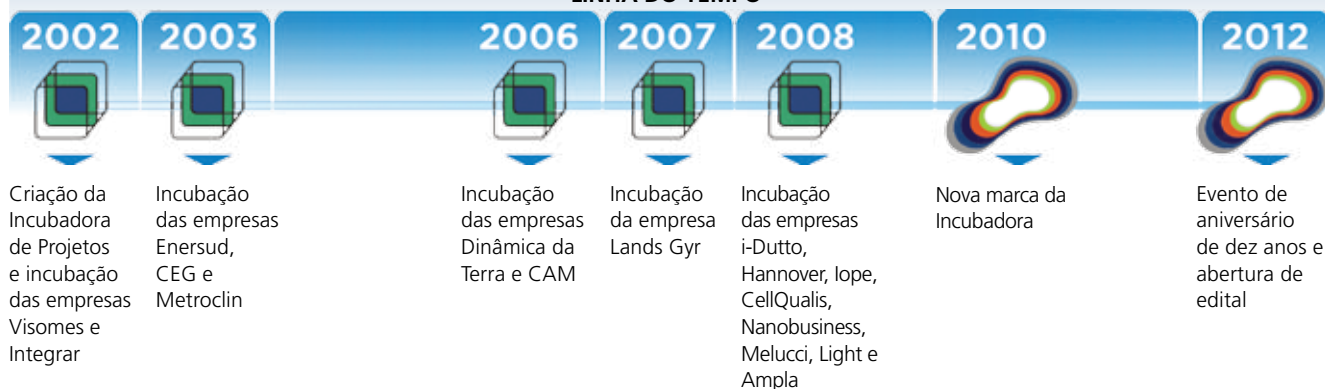 LINHA DO TEMPO
2002
2003
2006
2007
2008
2010
2012
Criação da
Incubadora
de Projetos
e incubação
das empresas
Visomes e
Integrar
Incubação
das empresas
Enersud,
CEG e
Metroclin
Incubação
das empresas
Dinâmica da
Terra e CAM
Incubação
da empresa
Lands Gyr
Incubação
das empresas
i-Dutto,
Hannover, Iope,
CellQualis,
Nanobusiness,
Melucci, Light e
Ampla
Nova marca da
Incubadora
Evento de
aniversário
de dez anos e
abertura de
edital